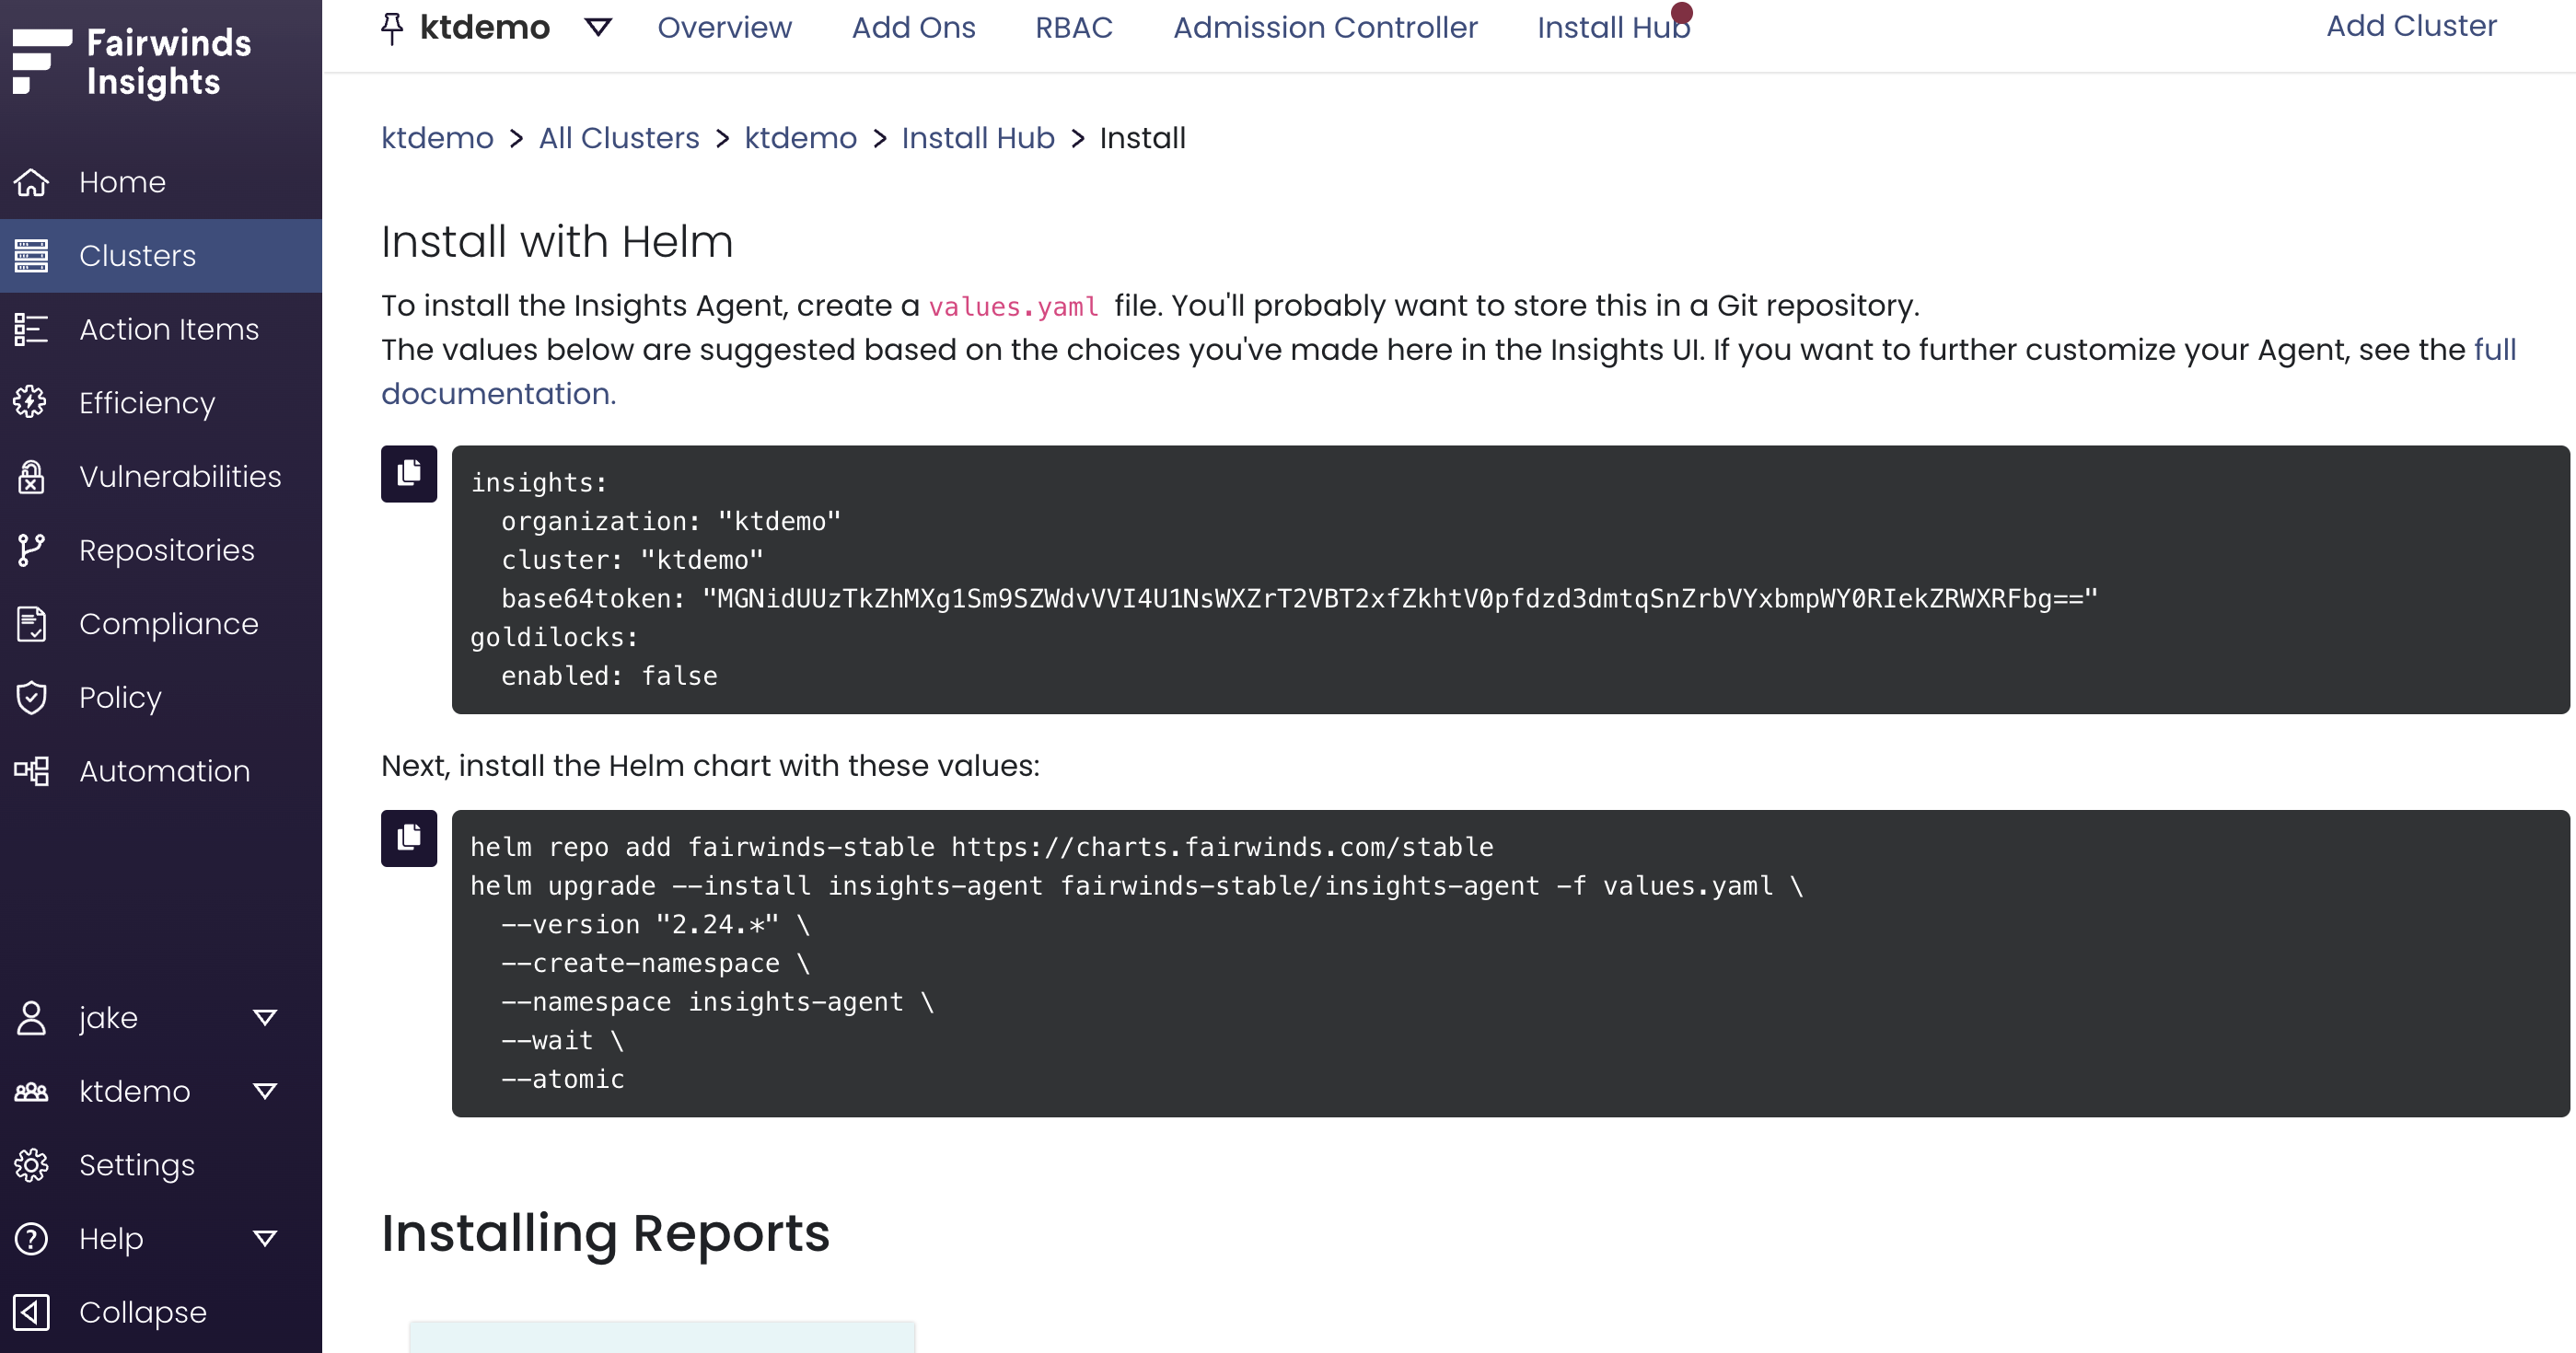 Fairwinds
Insights
Home
Clusters
Action Items
Efficiency
Vulnerabilities
Repositories
Compliance
Policy
Automation
jake
ktdemo
Settings
Help
Collapse
ktdemo Overview Add Ons RBAC Admission Controller Install Hub Add Cluster
ktdemo > All Clusters > ktdemo > Install Hub > Install
Install with Helm
To install the Insights Agent, create a values.yaml file. You'll probably want to store this in a Git repository.
The values below are suggested based on the choices you've made here in the Insights UI. If you want to further customize your Agent, see the full
documentation.
insights:
  organization: "ktdemo"
  cluster: "ktdemo"
  base64token: "MGNidUUzTkZhMXg1Sm9SZWdvVVI4U1NsWXZrT2VBT2xfZkhtV0pfdzd3dmtqSnZrbVYxbmpWY0RIekZRWXRFbg=="
goldilocks:
  enabled: false
Next, install the Helm chart with these values:
helm repo add fairwinds-stable https://charts.fairwinds.com/stable
helm upgrade --install insights-agent fairwinds-stable/insights-agent -f values.yaml \
  --version "2.24.*" \
  --create-namespace \
  --namespace insights-agent \
  --wait \
  --atomic
Installing Reports